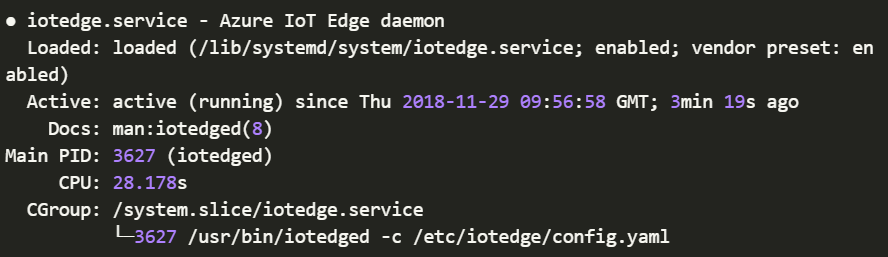 ● iotedge.service - Azure IoT Edge daemon
  Loaded: loaded (/lib/systemd/system/iotedge.service; enabled; vendor preset: en
abled)
  Active: active (running) since Thu 2018-11-29 09:56:58 GMT; 3min 19s ago
    Docs: man:iotedged(8)
Main PID: 3627 (iotedged)
     CPU: 28.178s
  CGroup: /system.slice/iotedge.service
          └─3627 /usr/bin/iotedged -c /etc/iotedge/config.yaml